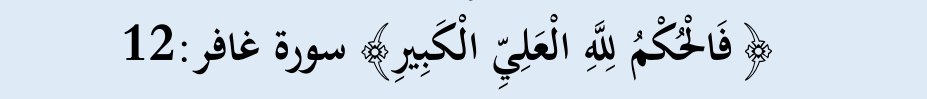 ﴿ فَالْحُكْمُ لِلَّهِ الْعَلِيِّ الْكَبِيرِ﴾ سورة غافر:12